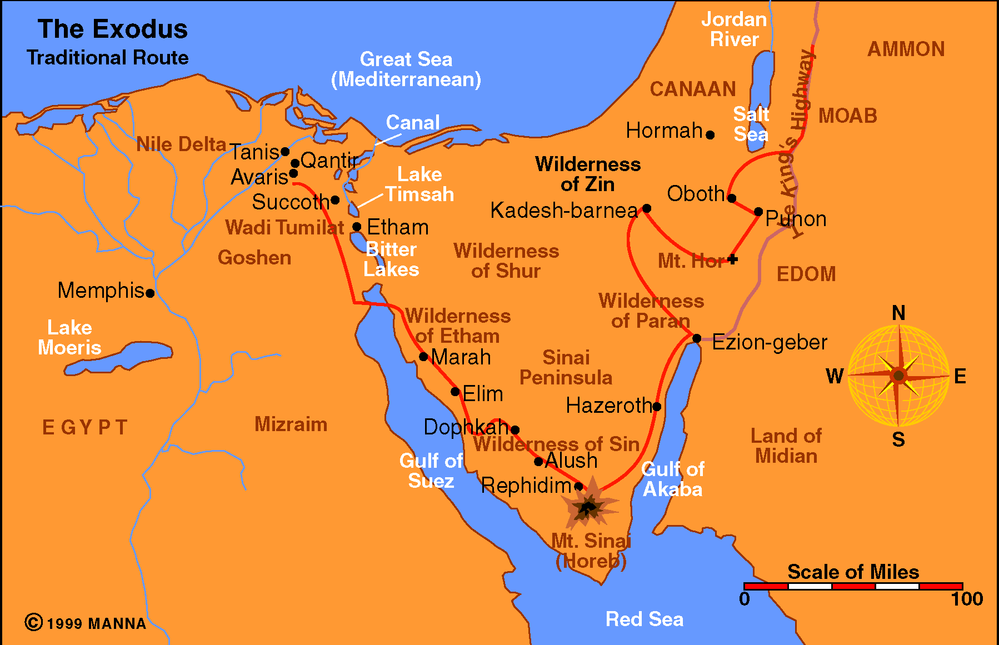 The Exodus
Traditional Route
Great Sea
(Mediterranean)
Jordan
River
AMMON
CANAAN
Salt
Sea
MOAB
The King's Highway
Canal
Hormah
Nile Delta
Tanis
Qantir
Avaris
Lake
Timsah
Wilderness
of Zin
Oboth
Succoth
Kadesh-barnea
Punon
Wadi Tumilat
Etham
Goshen
Bitter
Lakes
Wilderness
of Shur
Mt. Hor
EDOM
Memphis
Wilderness
of Etham
Wilderness
of Paran
Lake
Moeris
Ezion-geber
Marah
Sinai
Peninsula
Elim
Hazeroth
N
W
E
S
EGYPT
Mizraim
Dophkah
Wilderness of Sin
Land of
Midian
Gulf of
Suez
Alush
Rephidim
Gulf of
Akaba
Mt. Sinai
(Horeb)
Scale of Miles
0
100
Red Sea
© 1999 MANNA